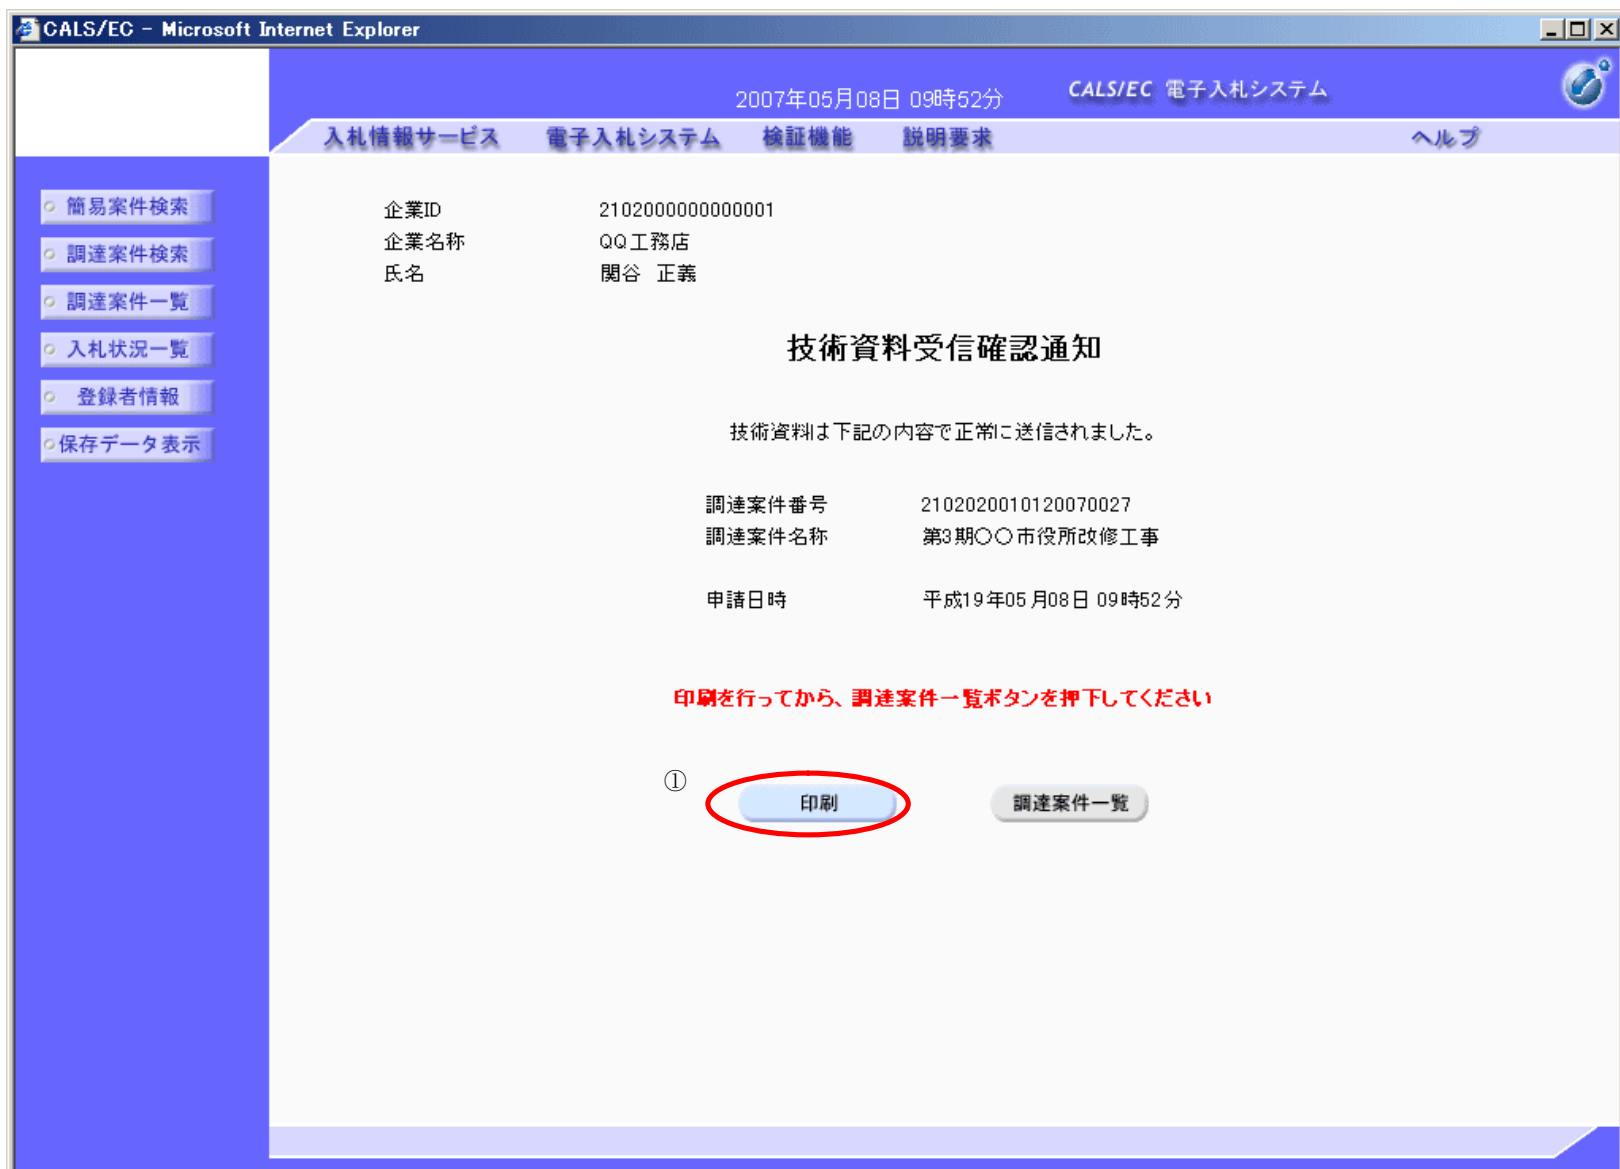 CALS/EC - Microsoft Internet Explorer
2007年05月08日 09時52分
CALS/EC 電子入札システム
入札情報サービス 電子入札システム 検証機能 説明要求 ヘルプ
簡易案件検索
調達案件検索
調達案件一覧
入札状況一覧
登録者情報
保存データ表示
企業ID 2102000000000001
企業名称 QQ工務店
氏名 関谷 正義
技術資料受信確認通知
技術資料は下記の内容で正常に送信されました。
調達案件番号 2102020010120070027
調達案件名称 第3期〇〇市役所改修工事
申請日時 平成19年05月08日 09時52分
印刷を行ってから、調達案件一覧ボタンを押下してください
①
印刷 調達案件一覧